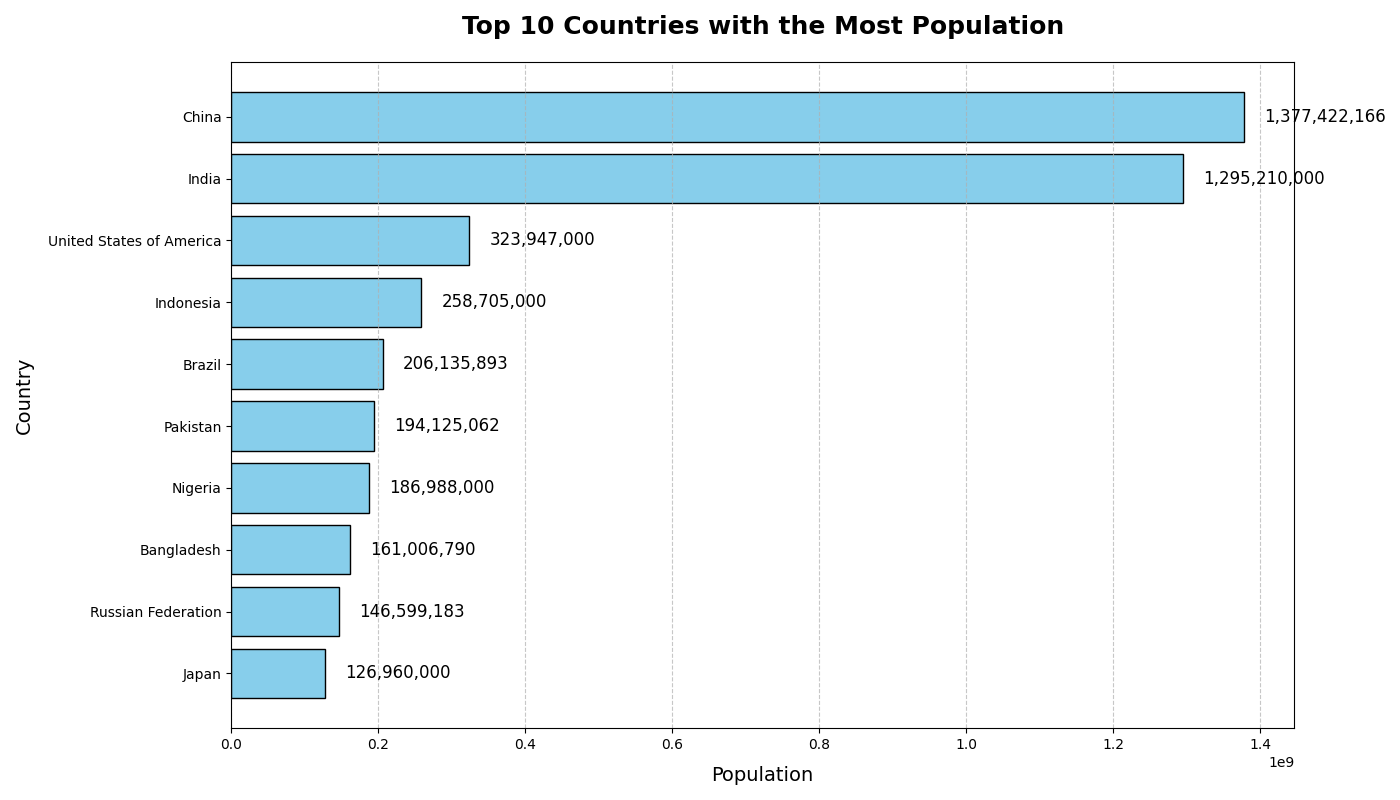 Top 10 Countries with the Most Population
Country
China 1,377,422,166
India 1,295,210,000
United States of America 323,947,000
Indonesia 258,705,000
Brazil 206,135,893
Pakistan 194,125,062
Nigeria 186,988,000
Bangladesh 161,006,790
Russian Federation 146,599,183
Japan 126,960,000
0.0 0.2 0.4 0.6 0.8 1.0 1.2 1.4
1e9
Population